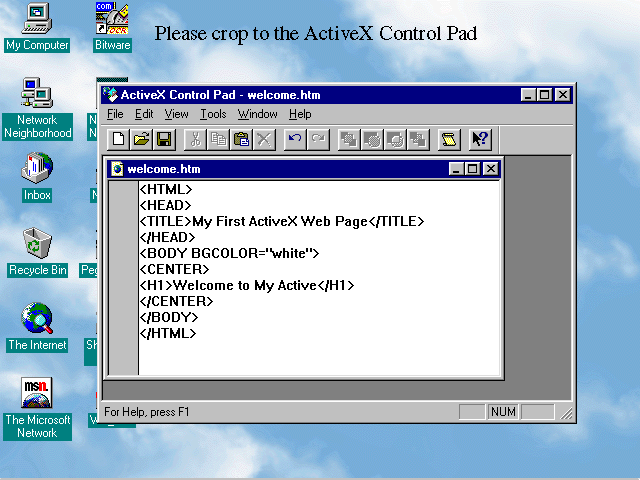 Please crop to the ActiveX Control Pad
My Computer
com
OCR
Bitware
Network
Neighborhood
N
N
Inbox
N
Recycle Bin
Peg
The Internet
Sh
msn.
The Microsoft
Network
ActiveX Control Pad - welcome.htm
File Edit View Tools Window Help
welcome.htm
<HTML>
<HEAD>
<TITLE>My First ActiveX Web Page</TITLE>
</HEAD>
<BODY BGCOLOR="white">
<CENTER>
<H1>Welcome to My Active</H1>
</CENTER>
</BODY>
</HTML>
For Help, press F1
NUM